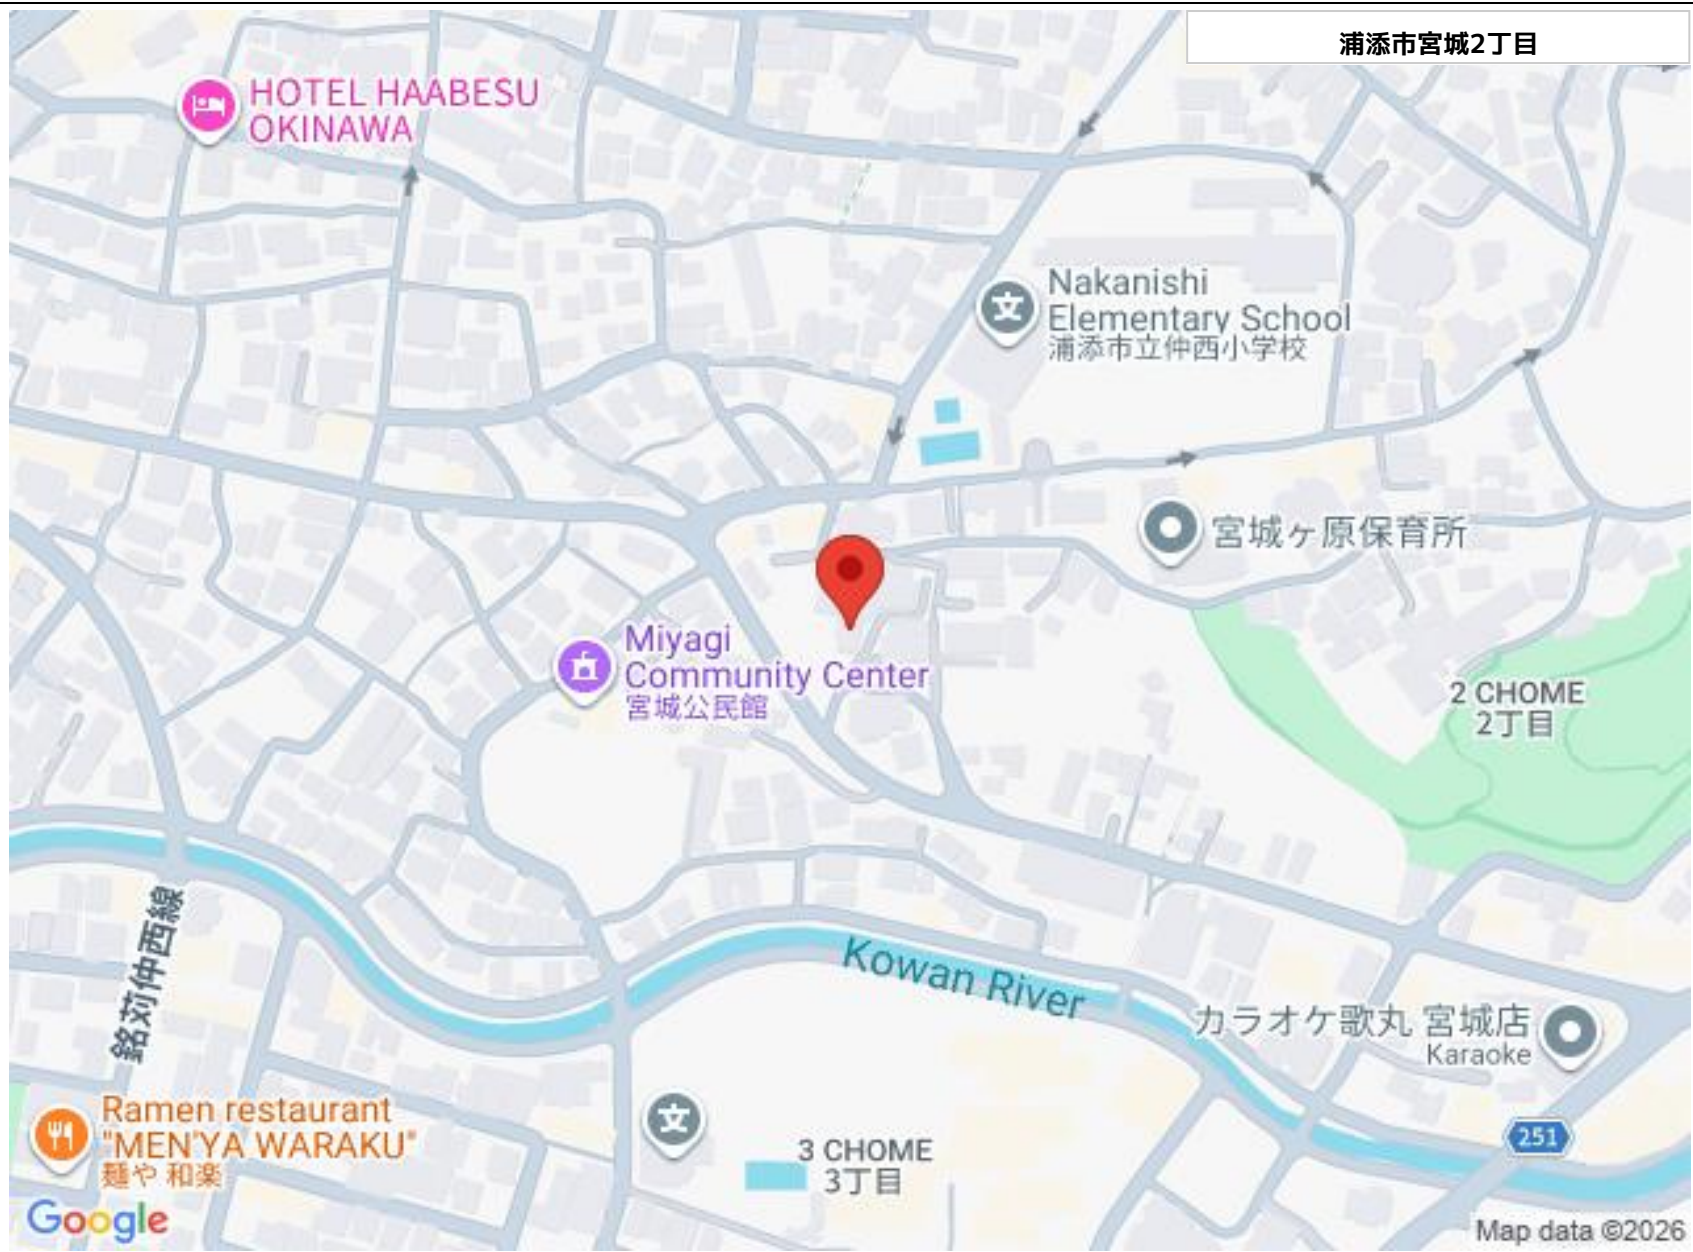 浦添市宮城2丁目
HOTEL HAABESU
OKINAWA
Nakanishi
Elementary School
浦添市立仲西小学校
宮城ヶ原保育所
Miyagi
Community Center
宮城公民館
2 CHOME
2丁目
Kowan River
銘苅仲西線
カラオケ歌丸 宮城店
Karaoke
Ramen restaurant
"MEN'YA WARAKU"
麺や 和楽
文
文
3 CHOME
3丁目
251
Google
Map data ©2026